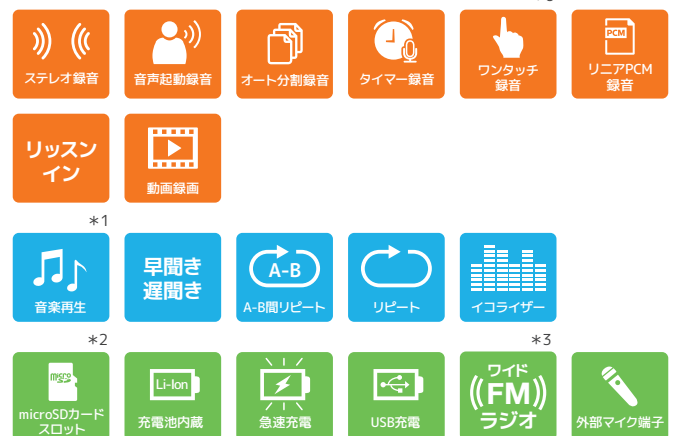 ステレオ録音
音声起動録音
オート分割録音
タイマー録音
ワンタッチ
録音
PCM
リニアPCM
録音
リッスン
イン
動画録画
*1
音楽再生
早聞き
遅聞き
A-B
A-B間リピート
リピート
イコライザー
*2
micro
microSDカード
スロット
Li-Ion
充電池内蔵
急速充電
USB充電
*3
ワイド
FM
ラジオ
外部マイク端子